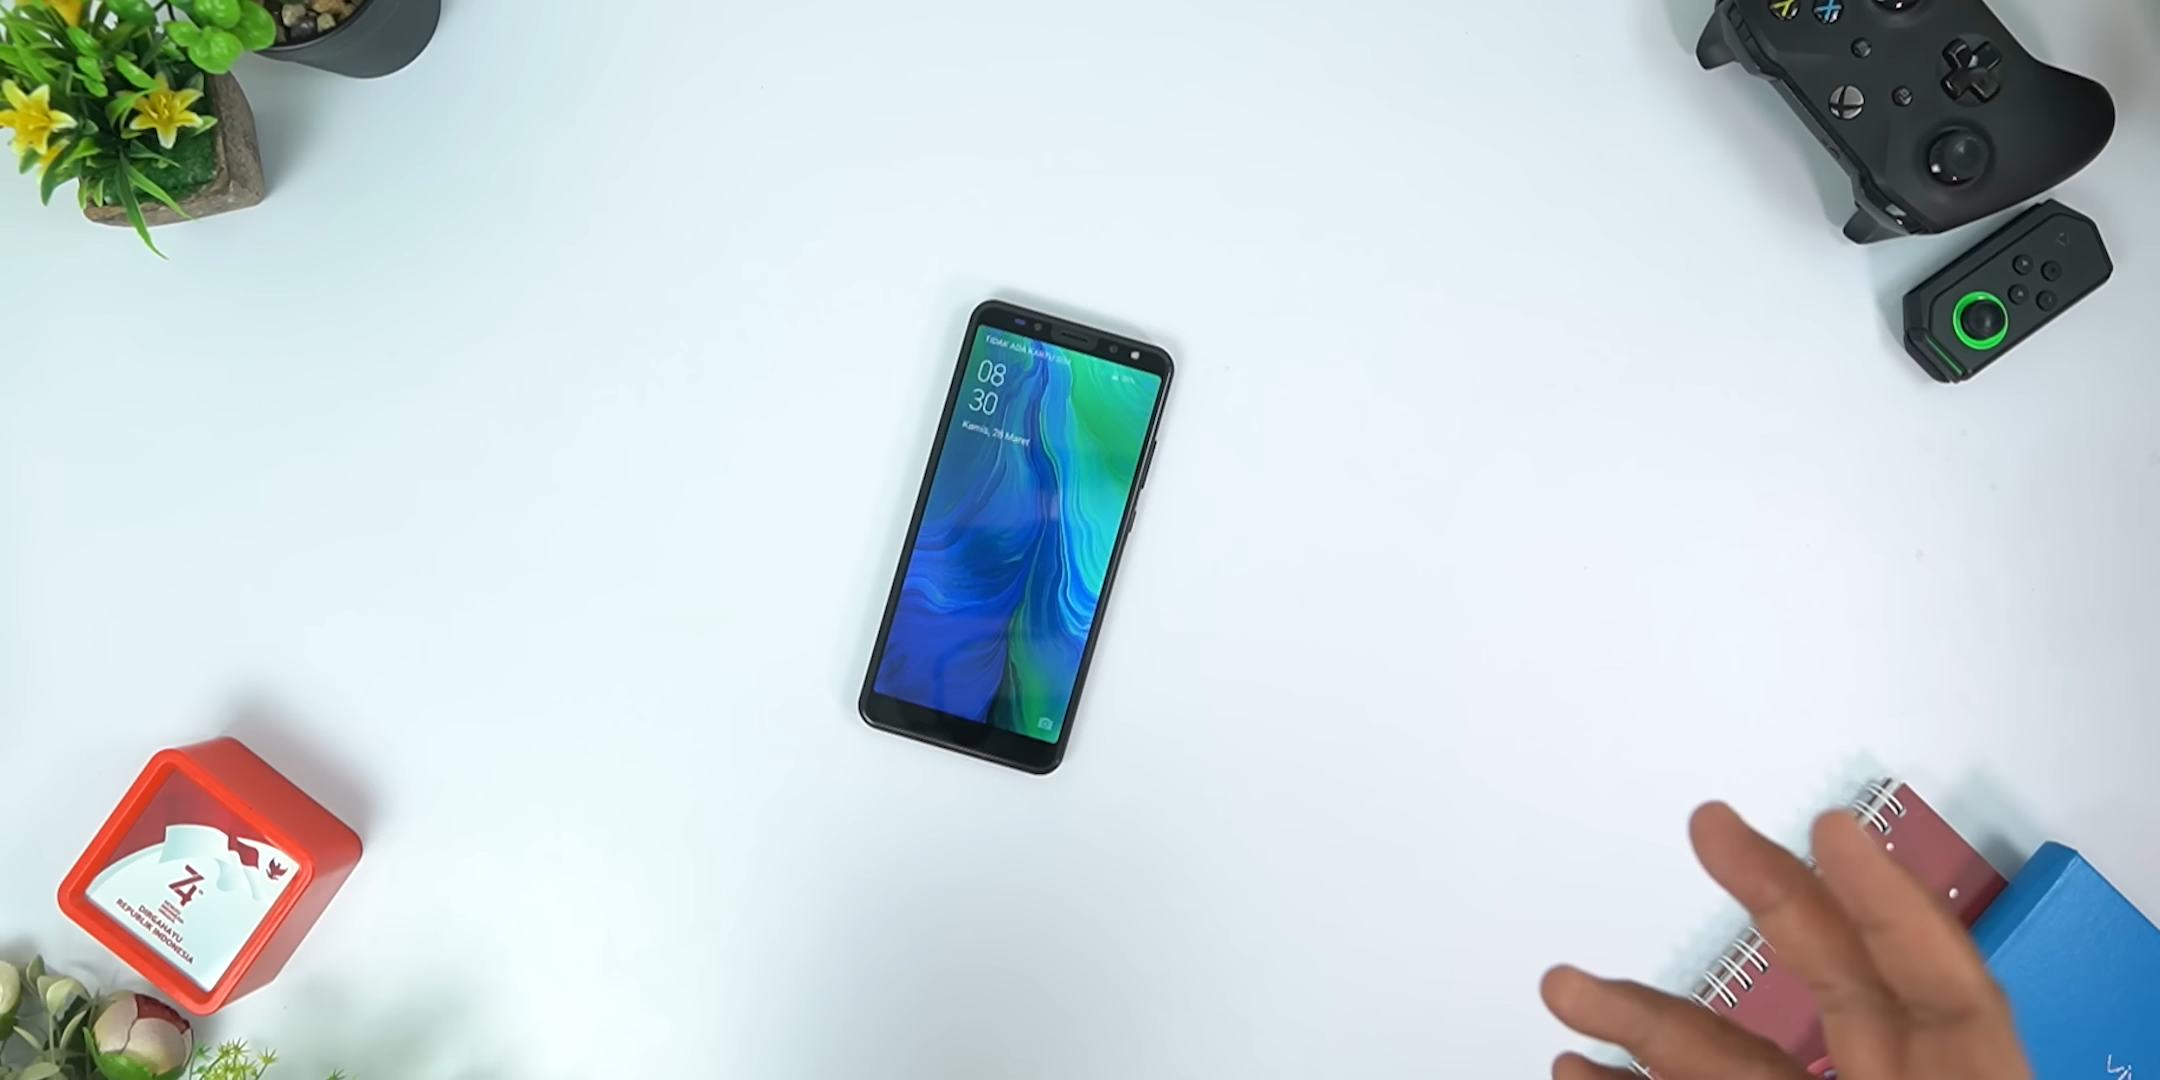 TIDAK ADA KARTU SIM
08
30
Kamis, 28 Maret
74
DIRGAHAYU
REPUBLIK INDONESIA
Y
X